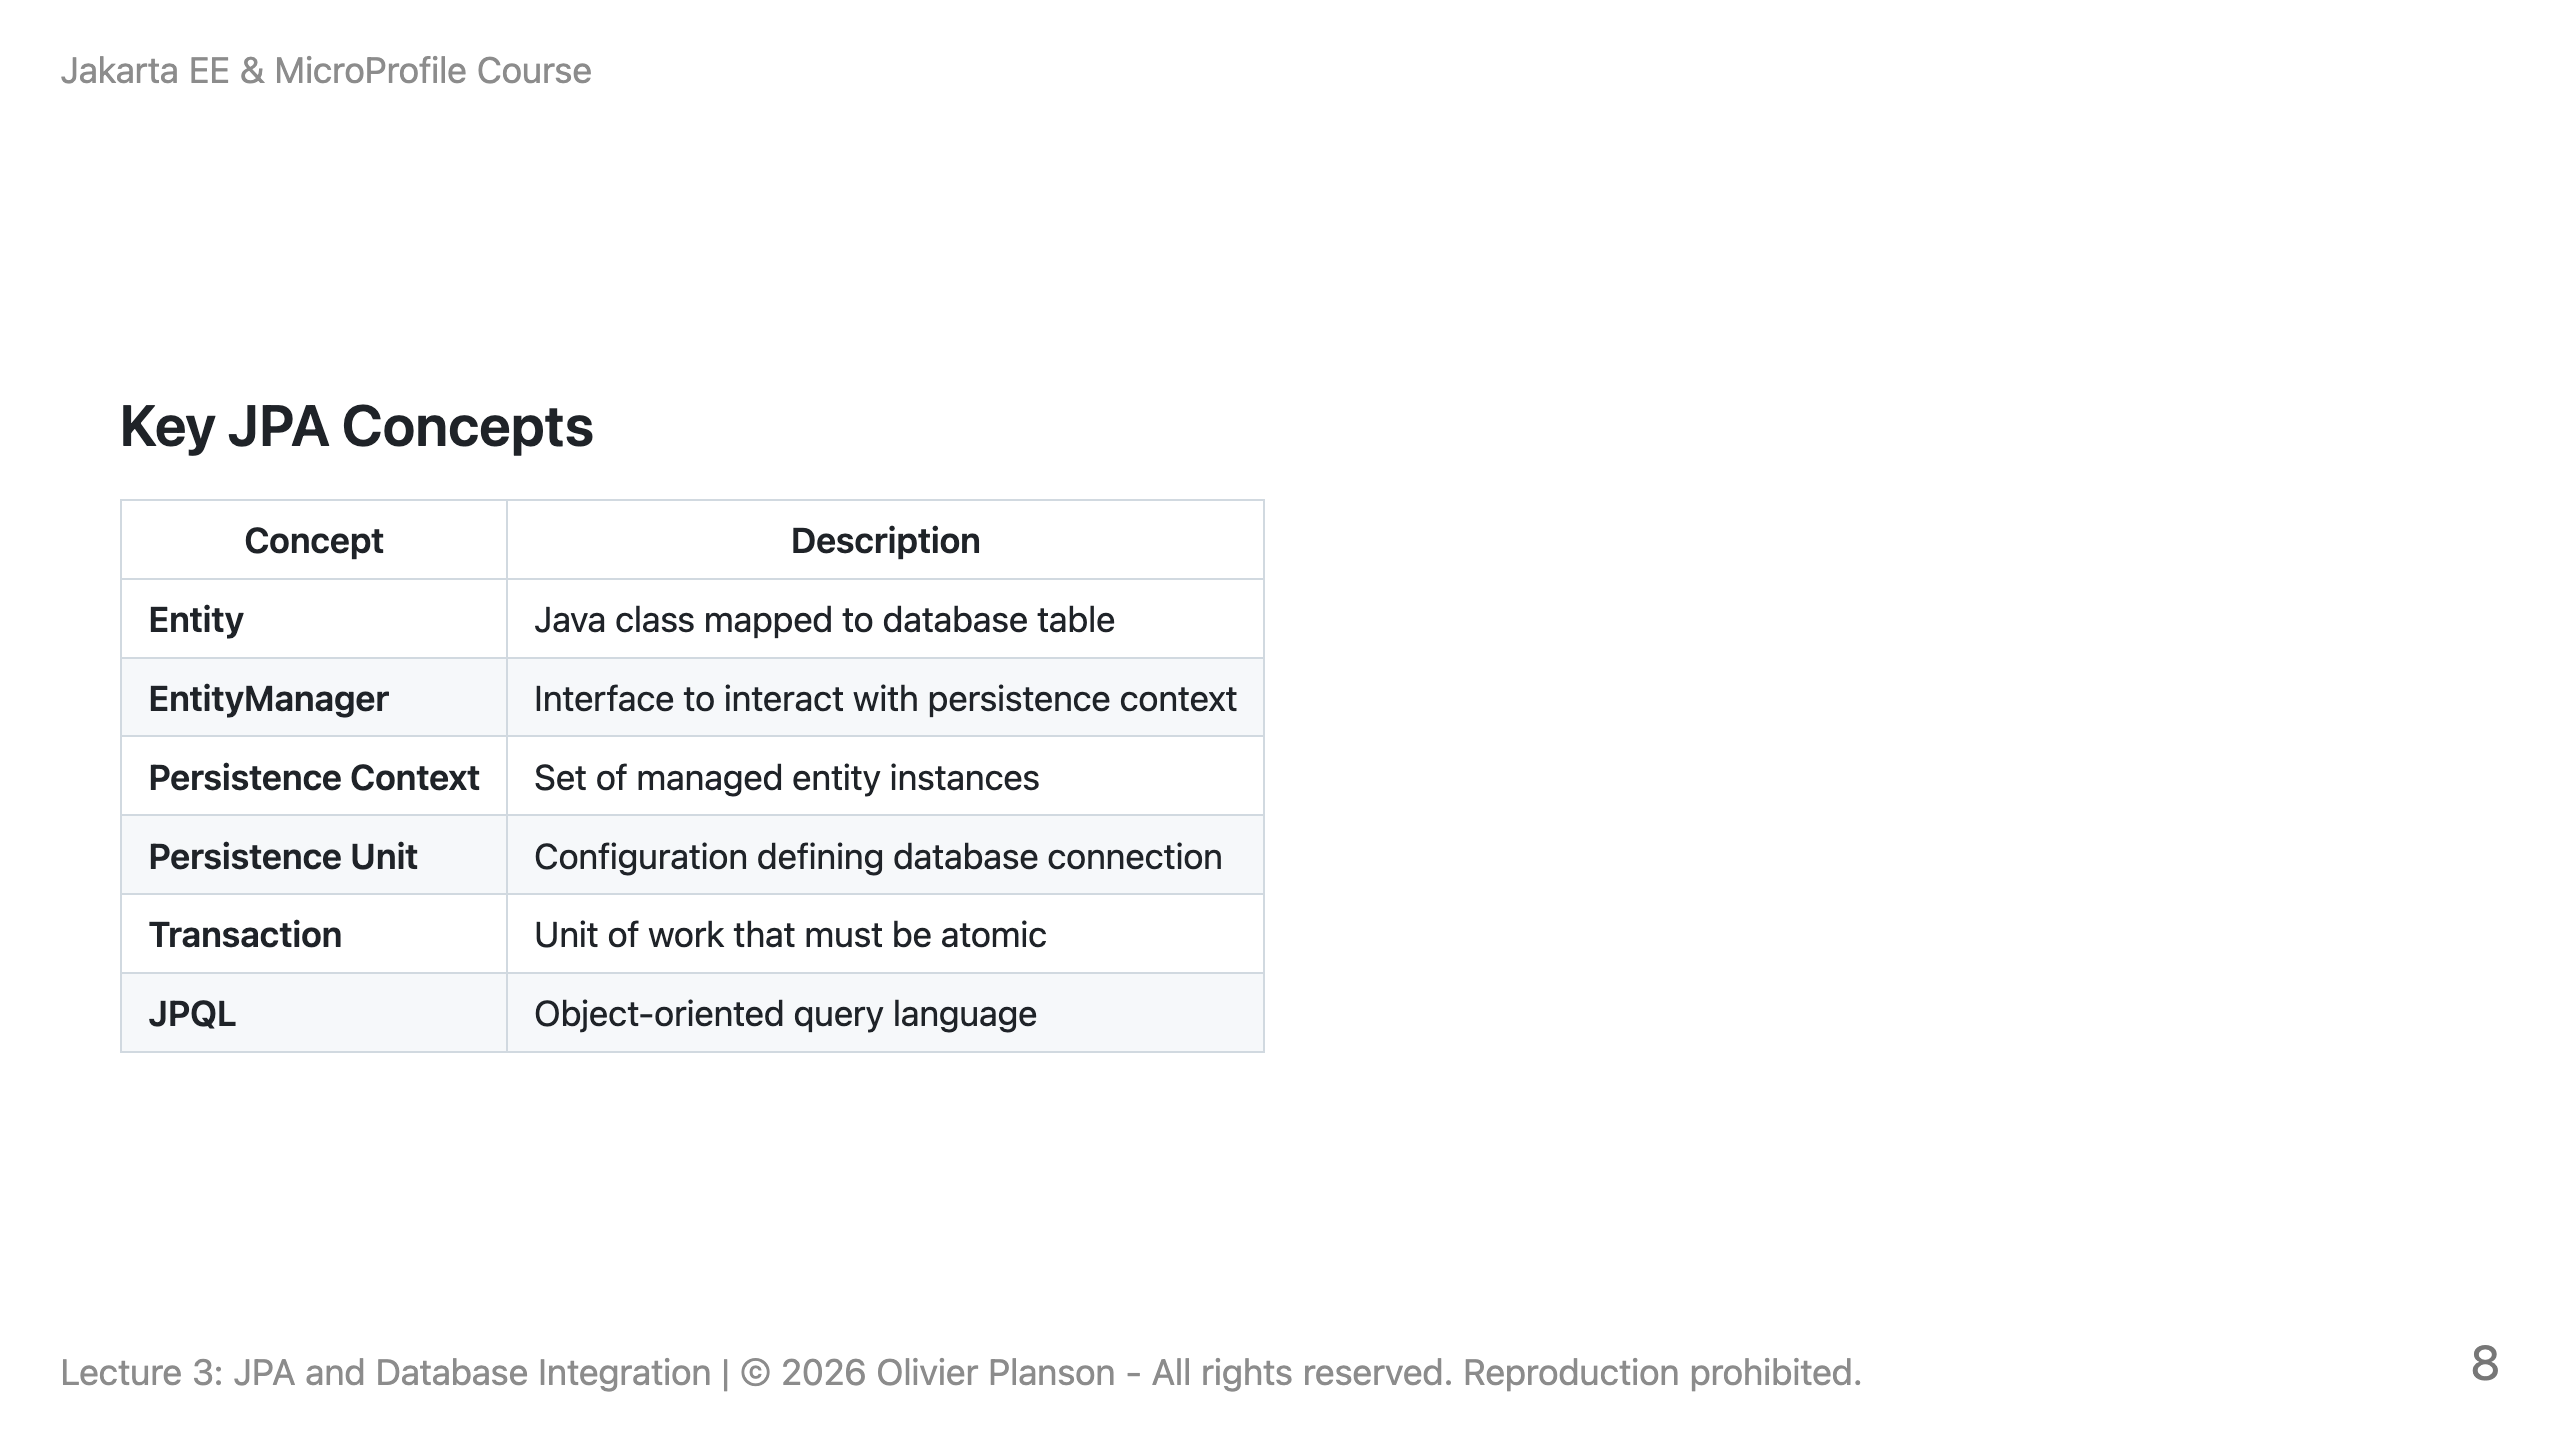 Jakarta EE & MicroProfile Course
Key JPA Concepts
Concept Description
Entity Java class mapped to database table
EntityManager Interface to interact with persistence context
Persistence Context Set of managed entity instances
Persistence Unit Configuration defining database connection
Transaction Unit of work that must be atomic
JPQL Object-oriented query language
Lecture 3: JPA and Database Integration | © 2026 Olivier Planson - All rights reserved. Reproduction prohibited.
8